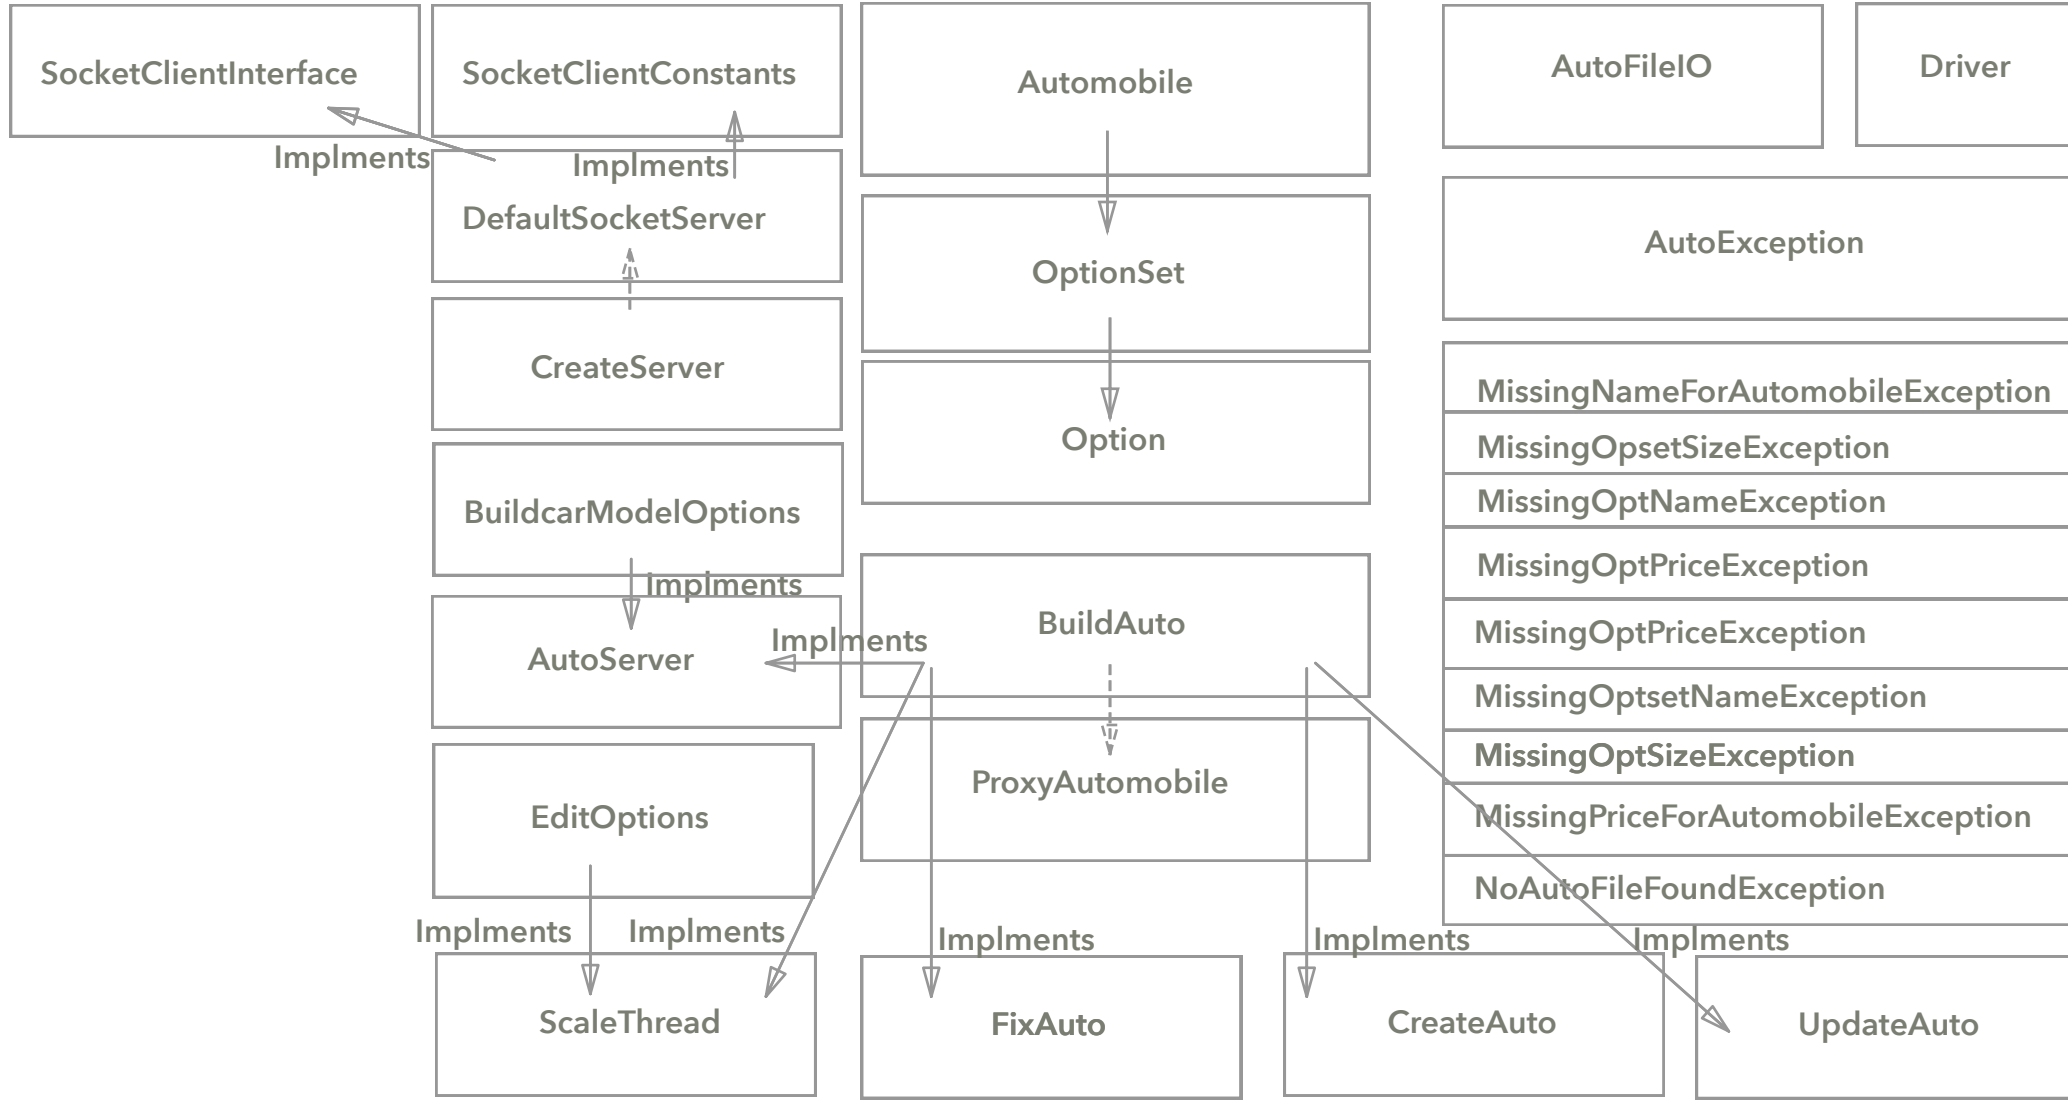 SocketClientInterface
SocketClientConstants
Automobile
AutoFileIO
Driver
Implments
Implments
DefaultSocketServer
OptionSet
AutoException
CreateServer
Option
MissingNameForAutomobileException
MissingOpsetSizeException
MissingOptNameException
MissingOptPriceException
MissingOptPriceException
MissingOptsetNameException
MissingOptSizeException
MissingPriceForAutomobileException
NoAutoFileFoundException
BuildcarModelOptions
Implments
AutoServer
Implments
BuildAuto
ProxyAutomobile
EditOptions
Implments
Implments
Implments
Implments
Implments
ScaleThread
FixAuto
CreateAuto
UpdateAuto